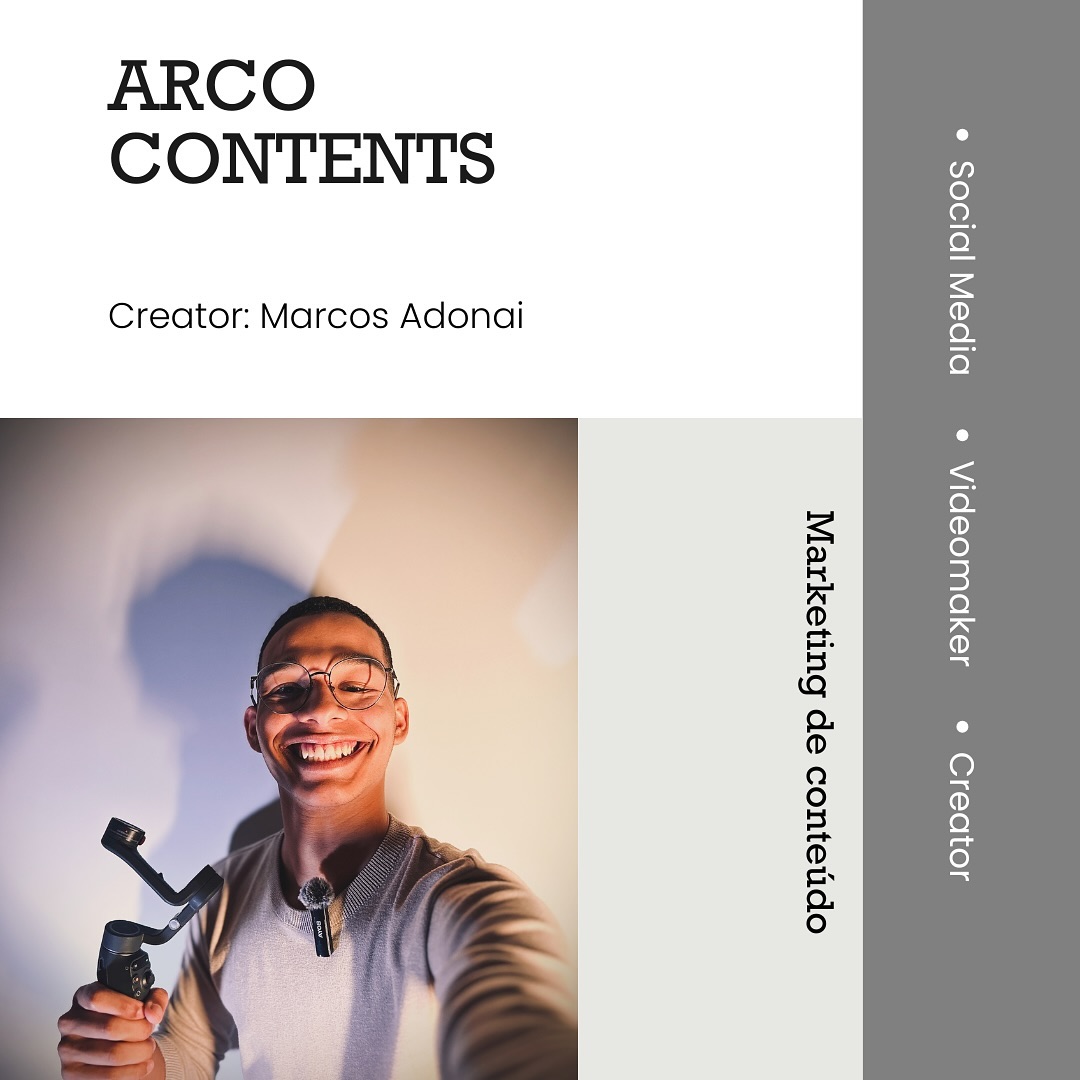 ARCO
CONTENTS
Creator: Marcos Adonai
Marketing de conteúdo
• Social Media • Videomaker • Creator